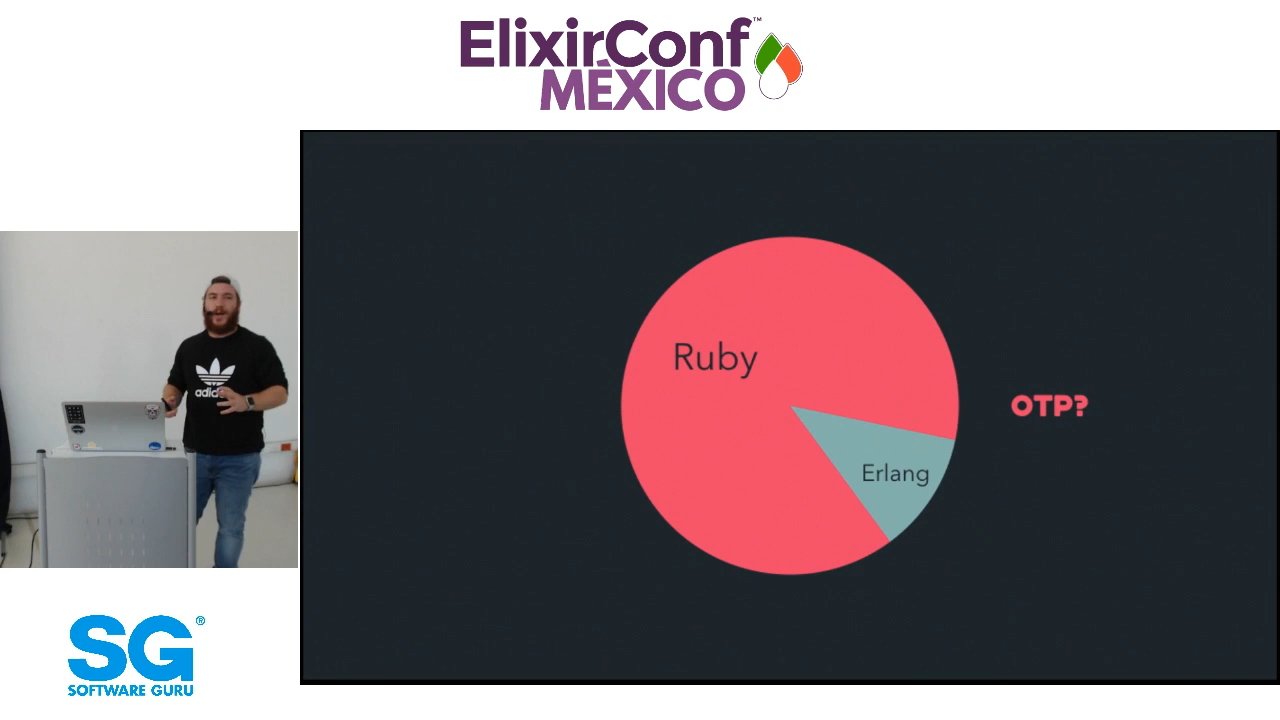 ElixirConf™
MÉXICO
Ruby
OTP?
Erlang
adidas
SG®
SOFTWARE GURU